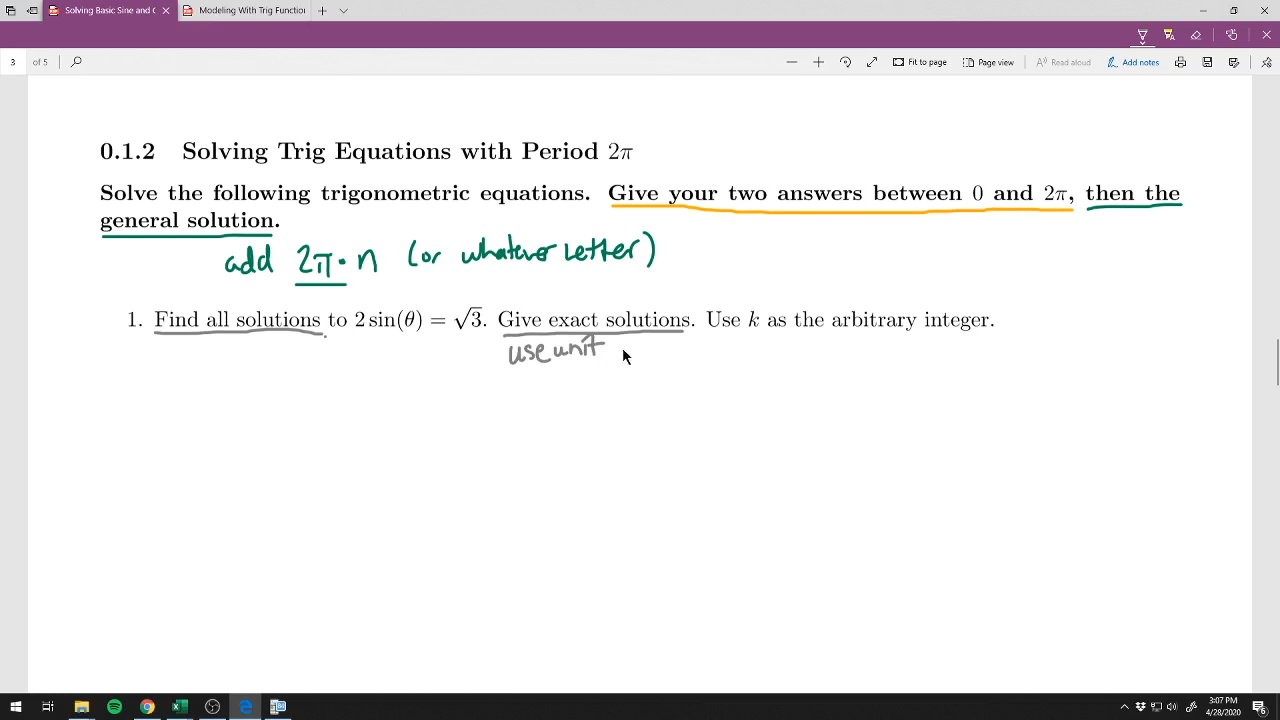 Solving Basic Sine and C
Modeling With Trig Function
3 of 5
Fit to page
Page view
Read aloud
Add notes
0.1.2 Solving Trig Equations with Period 2π
Solve the following trigonometric equations. Give your two answers between 0 and 2π, then the
general solution.
add 2π·n (or whatever letter)
1. Find all solutions to 2 sin(θ) = √3. Give exact solutions. Use k as the arbitrary integer.
use unit
3:07 PM
4/28/2020